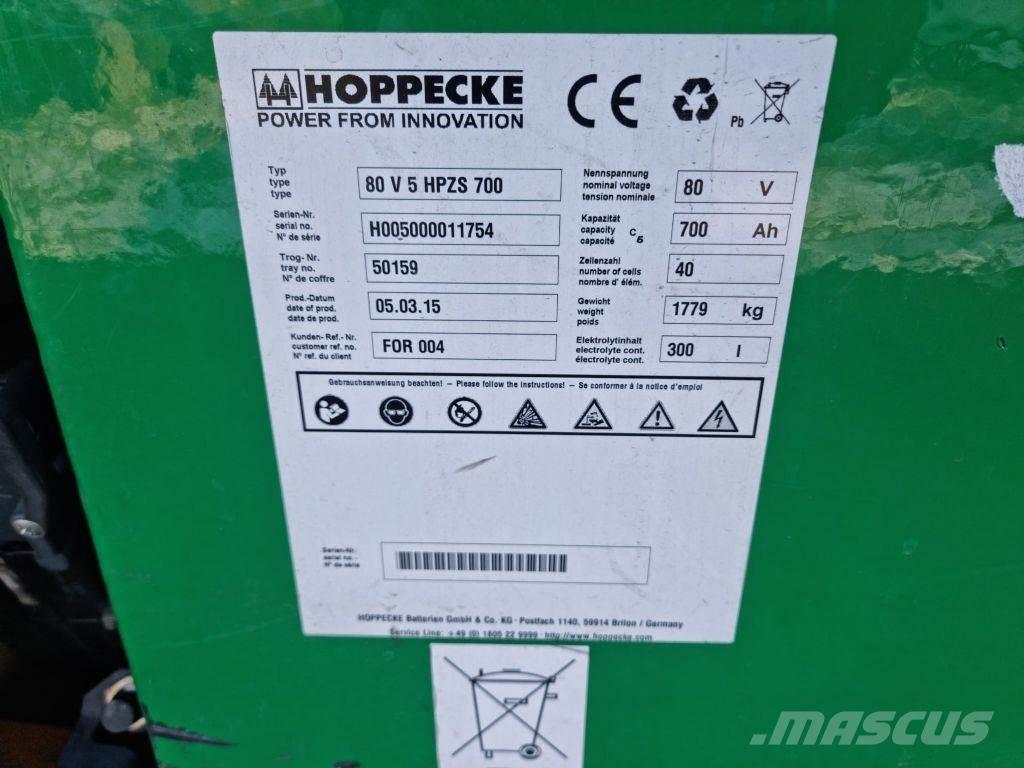 HOPPECKE
POWER FROM INNOVATION
CE
Pb
Typ
type
type
80 V 5 HPZS 700
Nennspannung
nominal voltage
tension nominale
80 V
Serien-Nr.
serial no.
N° de série
H005000011754
Kapazität
capacity C5
capacité
700 Ah
Trog- Nr.
tray no.
N° de coffre
50159
Zellenzahl
number of cells
nombre d' élém.
40
Prod.-Datum
date of prod.
date de prod.
05.03.15
Gewicht
weight
poids
1779 kg
Kunden- Ref.- Nr.
customer ref. no.
N° ref. du client
FOR 004
Elektrolytinhalt
electrolyte cont.
électrolyte cont.
300 l
Gebrauchsanweisung beachten! – Please follow the instructions! – Se conformer à la notice d'emploi
Serien-Nr.
serial no.
N° de série
HOPPECKE Batterien GmbH & Co. KG · Postfach 1140, 59914 Brilon / Germany
Service Line: +49 (0) 1805 22 9999 · http://www.hoppecke.com
MASCUS